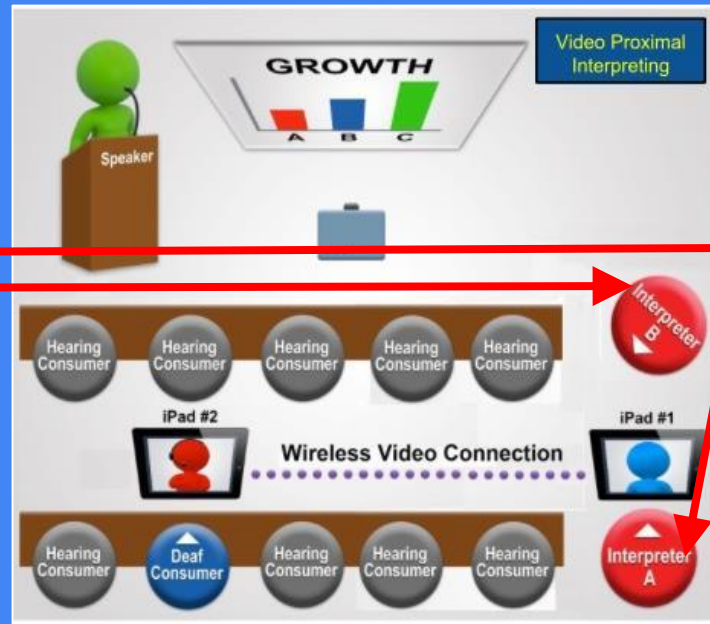 Video Proximal
Interpreting
GROWTH
A B C
Speaker
Interpreter
B
Hearing
Consumer
Hearing
Consumer
Hearing
Consumer
Hearing
Consumer
Hearing
Consumer
iPad #2
iPad #1
Wireless Video Connection
Hearing
Consumer
Deaf
Consumer
Hearing
Consumer
Hearing
Consumer
Hearing
Consumer
Interpreter
A